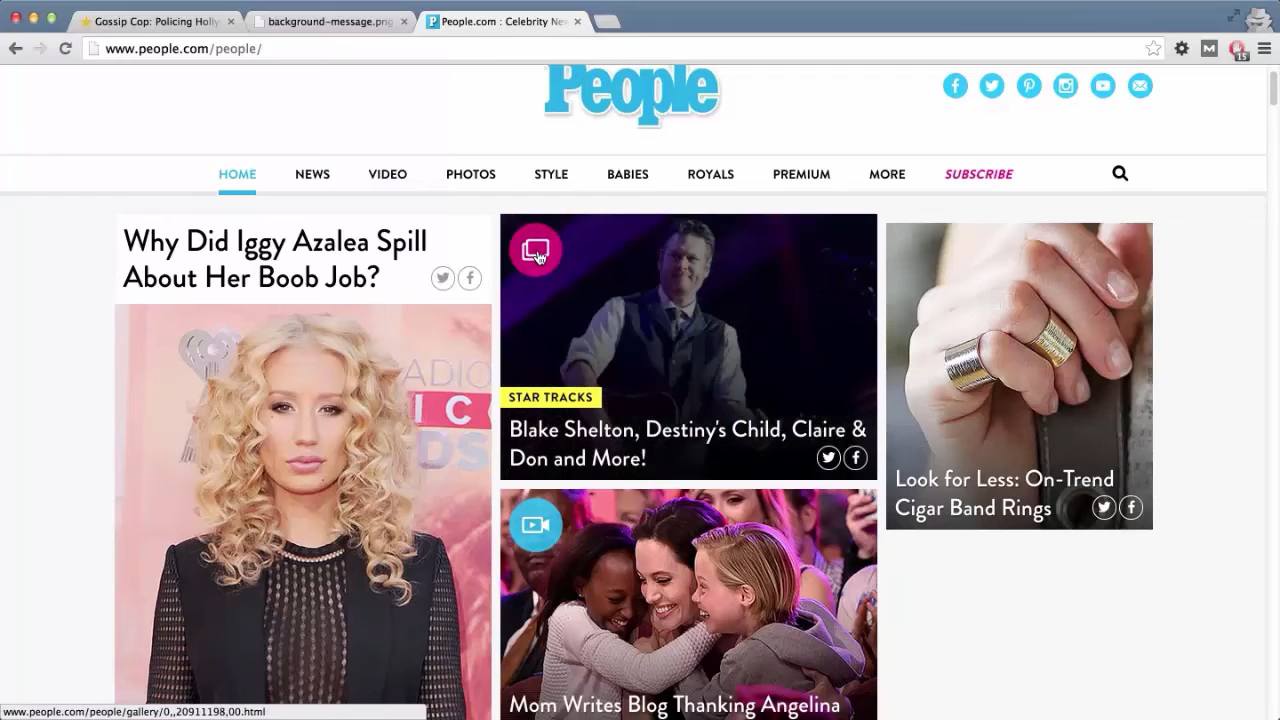 Gossip Cop: Policing Holly
background-message.png
People.com : Celebrity Ne
www.people.com/people/
15
People
HOME NEWS VIDEO PHOTOS STYLE BABIES ROYALS PREMIUM MORE SUBSCRIBE
Why Did Iggy Azalea Spill
About Her Boob Job?
STAR TRACKS
Blake Shelton, Destiny's Child, Claire &
Don and More!
Look for Less: On-Trend
Cigar Band Rings
Mom Writes Blog Thanking Angelina
www.people.com/people/gallery/0,,20911198,00.html